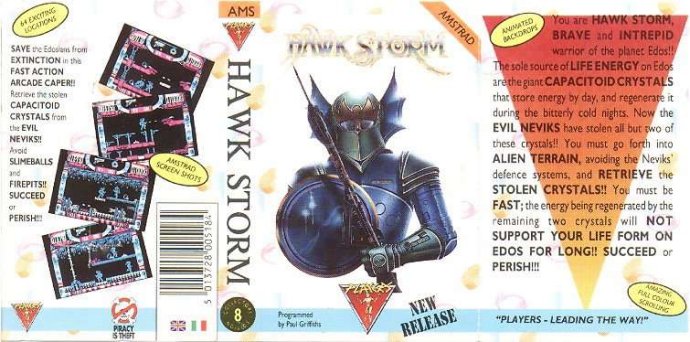 64 EXCITING
LOCATIONS
SAVE the Edosians from
EXTINCTION in this
FAST ACTION
ARCADE CAPER!!
Retrieve the stolen
CAPACITOID
CRYSTALS from
the EVIL
NEVIKS!!
Avoid
SLIMEBALLS
and
FIREPITS!!
SUCCEED
or
PERISH!!!
AMSTRAD
SCREEN SHOTS
PLAYERS
PIRACY
IS THEFT
5 013728 005184
AMS
PLAYERS
HAWK STORM
8
AMSTRAD
HAWK STORM
Programmed
by Paul Griffiths
PLAYERS
NEW
RELEASE
ANIMATED
BACKDROPS
You are HAWK STORM,
BRAVE and INTREPID
warrior of the planet Edos!!
The sole source of LIFE ENERGY on Edos
are the giant CAPACITOID CRYSTALS
that store energy by day, and regenerate it
during the bitterly cold nights. Now the
EVIL NEVIKS have stolen all but two of
these crystals!! You must go forth into
ALIEN TERRAIN, avoiding the Neviks'
defence systems, and RETRIEVE the
STOLEN CRYSTALS!! You must be
FAST; the energy being regenerated by the
remaining two crystals will NOT
SUPPORT YOUR LIFE FORM ON
EDOS FOR LONG!! SUCCEED or
PERISH!!!
AMAZING
FULL COLOUR
SCROLLING
"PLAYERS - LEADING THE WAY!"